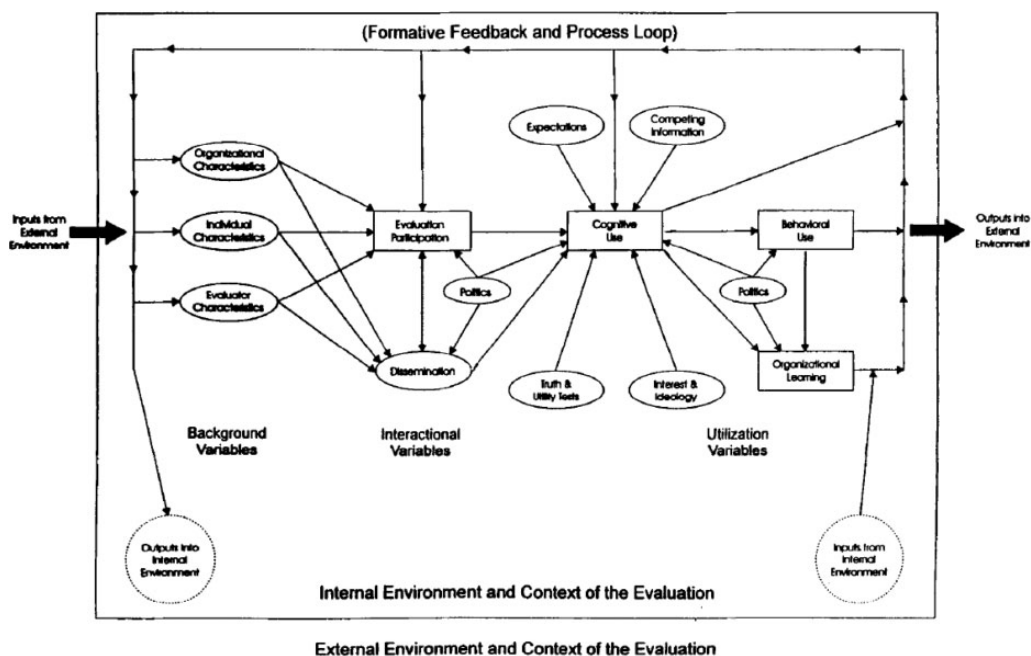 (Formative Feedback and Process Loop)
Expectations
Competing
Information
Organizational
Characteristics
Inputs from
External
Environment
Individual
Characteristics
Evaluation
Participation
Cognitive
Use
Behavioral
Use
Outputs into
External
Environment
Evaluator
Characteristics
Politics
Politics
Dissemination
Truth &
Utility Tests
Interest &
Ideology
Organizational
Learning
Background
Variables
Interactional
Variables
Utilization
Variables
Outputs into
Internal
Environment
Inputs from
Internal
Environment
Internal Environment and Context of the Evaluation
External Environment and Context of the Evaluation